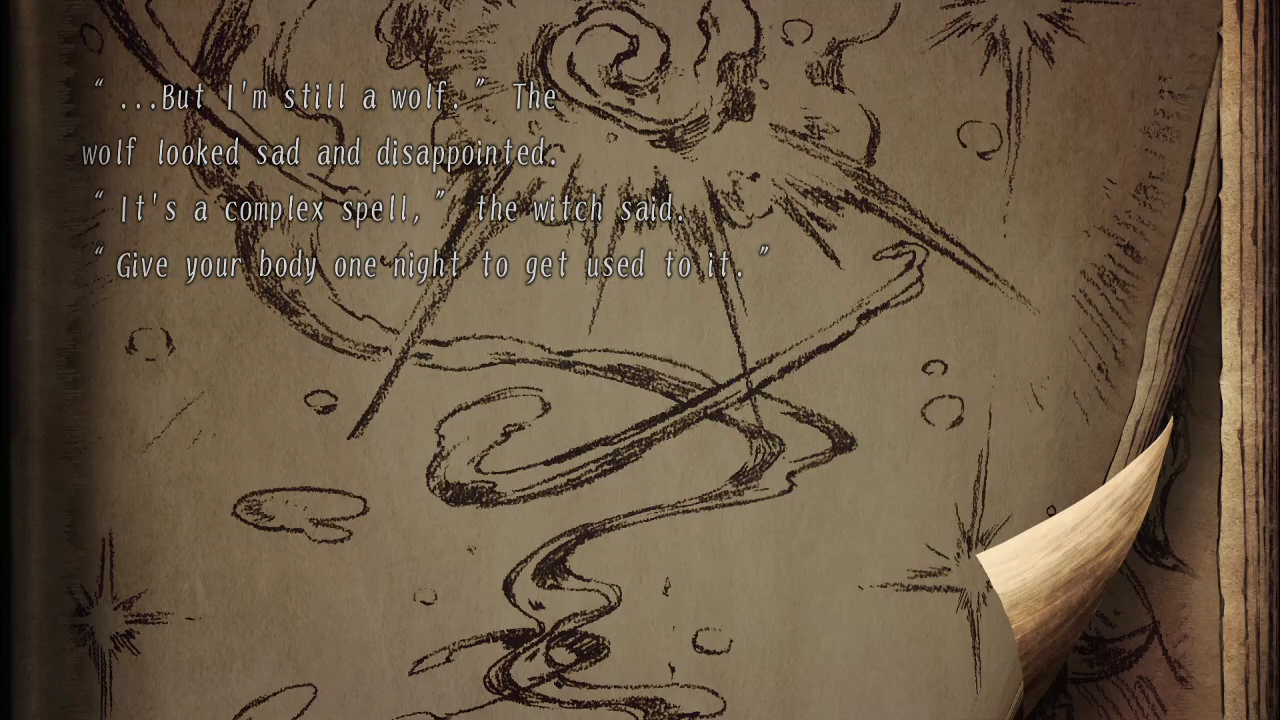 “ ...But I'm still a wolf.” The
wolf looked sad and disappointed.
“ It's a complex spell,” the witch said.
“ Give your body one night to get used to it. ”